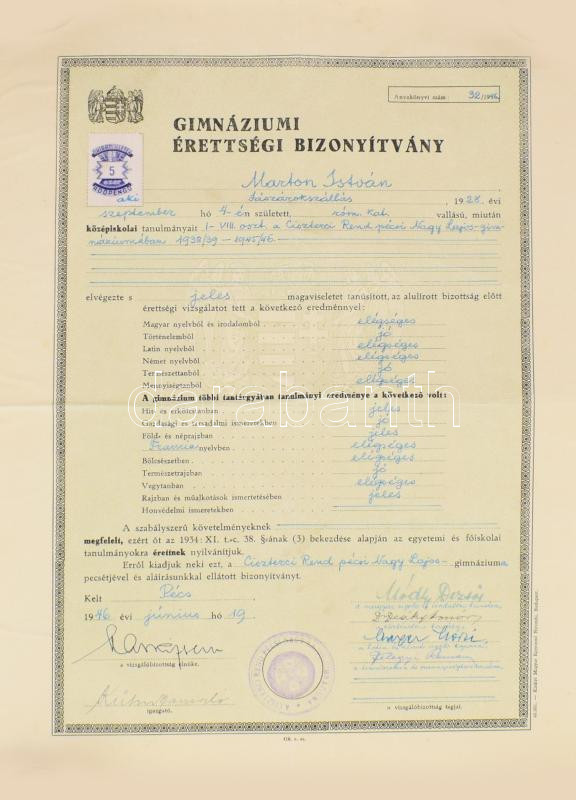 Anyakönyvi szám: 32/1946
GIMNÁZIUMI
ÉRETTSÉGI BIZONYÍTVÁNY
5
Marton István
aki Jászárokszállás, 1928. évi
szeptember hó 4-én született, róm. kat. vallású, miután
középiskolai tanulmányait I-VIII. oszt. a Ciszterci Rend pécsi Nagy Lajos-gim-
náziumában 1938/39 - 1945/46.
elvégezte s jeles magaviseletet tanúsított, az alulírott bizottság előtt
érettségi vizsgálatot tett a következő eredménnyel:
Magyar nyelvből és irodalomból elégséges
Történelemből jó
Latin nyelvből elégséges
Német nyelvből elégséges
Természettanból jó
Mennyiségtanból elégséges
A gimnázium többi tantárgyában tanulmányi eredménye a következő volt:
Hit- és erkölcstanban jeles
Gazdasági és társadalmi ismeretekben jó
Föld- és néprajzban jeles
Francia nyelvben elégséges
Bölcsészetben elégséges
Természetrajzban jó
Vegytanban elégséges
Rajzban és műalkotások ismertetésében jeles
Honvédelmi ismeretekben
A szabályszerű követelményeknek
megfelelt, ezért őt az 1934: XI. t.-c. 38. §-ának (3) bekezdése alapján az egyetemi és főiskolai
tanulmányokra érettnek nyilvánítjuk.
Erről kiadjuk neki ezt, a Ciszterci Rend pécsi Nagy Lajos- gimnáziuma
pecsétjével és aláírásunkkal ellátott bizonyítványt.
Kelt Pécs
1946 évi június hó 19.
Módly Dezső
a vizsgálóbizottság elnöke.
igazgató.
a vizsgálóbizottság tagjai.
darabanth